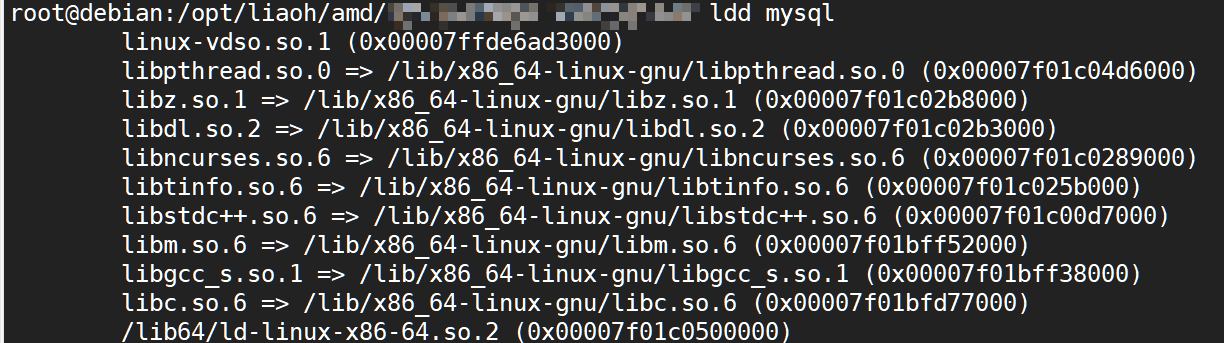 root@debian:/opt/liaoh/amd/ ldd mysql
linux-vdso.so.1 (0x00007ffde6ad3000)
libpthread.so.0 => /lib/x86_64-linux-gnu/libpthread.so.0 (0x00007f01c04d6000)
libz.so.1 => /lib/x86_64-linux-gnu/libz.so.1 (0x00007f01c02b8000)
libdl.so.2 => /lib/x86_64-linux-gnu/libdl.so.2 (0x00007f01c02b3000)
libncurses.so.6 => /lib/x86_64-linux-gnu/libncurses.so.6 (0x00007f01c0289000)
libtinfo.so.6 => /lib/x86_64-linux-gnu/libtinfo.so.6 (0x00007f01c025b000)
libstdc++.so.6 => /lib/x86_64-linux-gnu/libstdc++.so.6 (0x00007f01c00d7000)
libm.so.6 => /lib/x86_64-linux-gnu/libm.so.6 (0x00007f01bff52000)
libgcc_s.so.1 => /lib/x86_64-linux-gnu/libgcc_s.so.1 (0x00007f01bff38000)
libc.so.6 => /lib/x86_64-linux-gnu/libc.so.6 (0x00007f01bfd77000)
/lib64/ld-linux-x86-64.so.2 (0x00007f01c0500000)